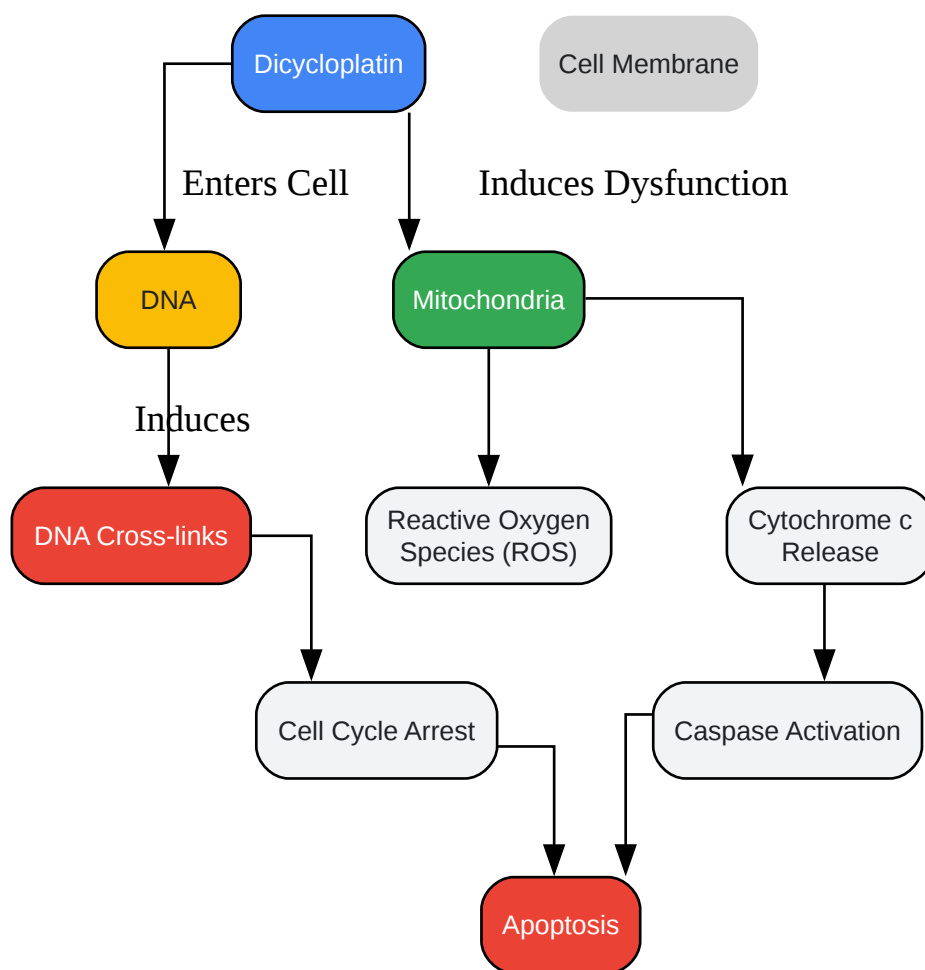 Dicycloplatin
Cell Membrane
Enters Cell
Induces Dysfunction
DNA
Mitochondria
Induces
DNA Cross-links
Reactive Oxygen
Species (ROS)
Cytochrome c
Release
Cell Cycle Arrest
Caspase Activation
Apoptosis